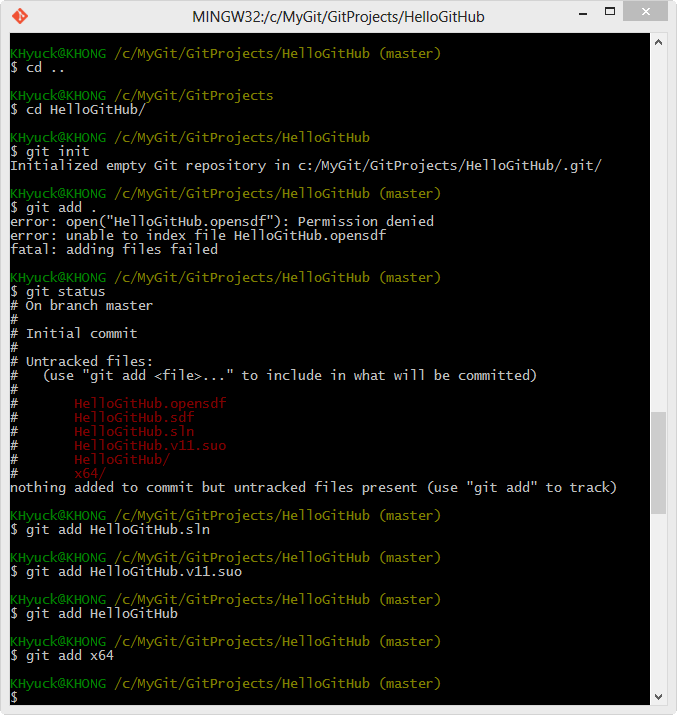 MINGW32:/c/MyGit/GitProjects/HelloGitHub
KHyuck@KHONG /c/MyGit/GitProjects/HelloGitHub (master)
$ cd ..
KHyuck@KHONG /c/MyGit/GitProjects
$ cd HelloGitHub/
KHyuck@KHONG /c/MyGit/GitProjects/HelloGitHub
$ git init
Initialized empty Git repository in c:/MyGit/GitProjects/HelloGitHub/.git/
KHyuck@KHONG /c/MyGit/GitProjects/HelloGitHub (master)
$ git add .
error: open("HelloGitHub.opensdf"): Permission denied
error: unable to index file HelloGitHub.opensdf
fatal: adding files failed
KHyuck@KHONG /c/MyGit/GitProjects/HelloGitHub (master)
$ git status
# On branch master
#
# Initial commit
#
# Untracked files:
#   (use "git add <file>..." to include in what will be committed)
#
#       HelloGitHub.opensdf
#       HelloGitHub.sdf
#       HelloGitHub.sln
#       HelloGitHub.v11.suo
#       HelloGitHub/
#       x64/
nothing added to commit but untracked files present (use "git add" to track)
KHyuck@KHONG /c/MyGit/GitProjects/HelloGitHub (master)
$ git add HelloGitHub.sln
KHyuck@KHONG /c/MyGit/GitProjects/HelloGitHub (master)
$ git add HelloGitHub.v11.suo
KHyuck@KHONG /c/MyGit/GitProjects/HelloGitHub (master)
$ git add HelloGitHub
KHyuck@KHONG /c/MyGit/GitProjects/HelloGitHub (master)
$ git add x64
KHyuck@KHONG /c/MyGit/GitProjects/HelloGitHub (master)
$